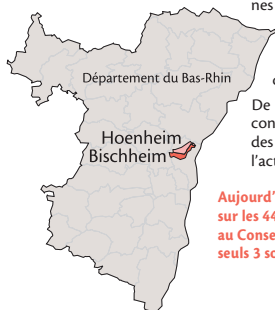 nes
Département du Bas-Rhin
Hoenheim
Bischheim
De
con
des
l'act
Aujourd'
sur les 44
au Conse
seuls 3 so